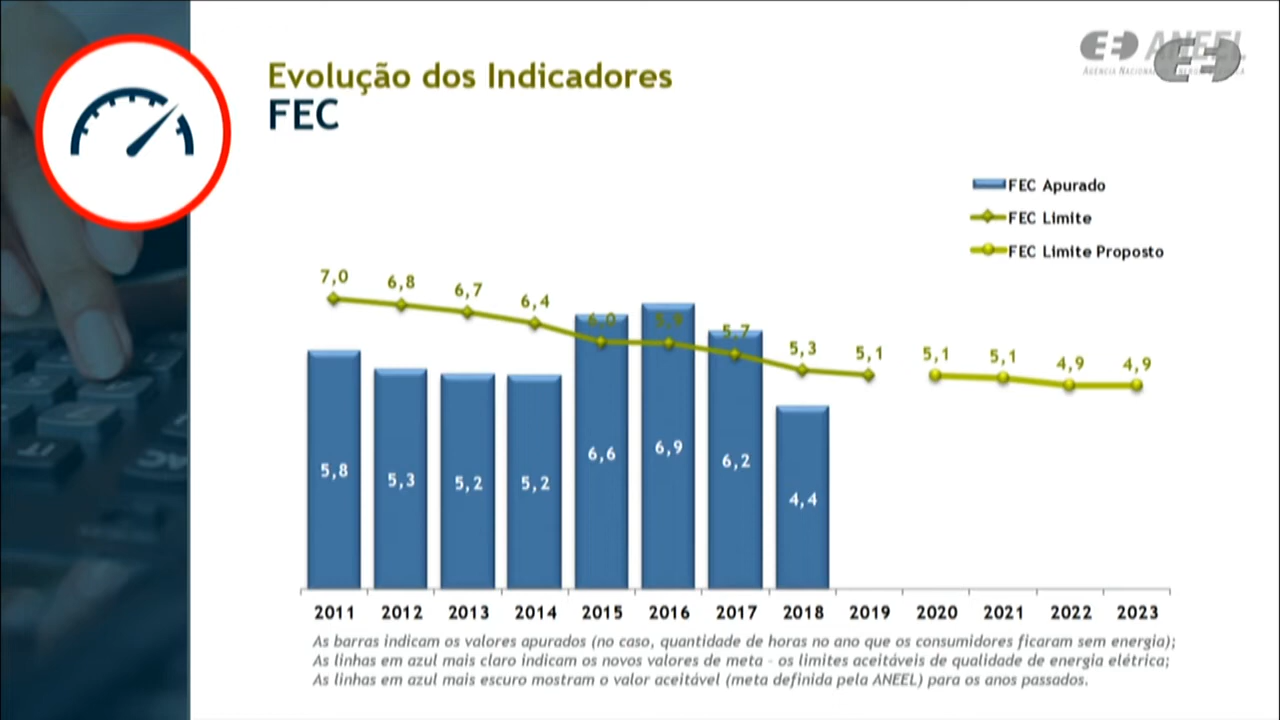 Evolução dos Indicadores
FEC
ANEEL
FEC Apurado
FEC Limite
FEC Limite Proposto
7,0 6,8 6,7 6,4 6,0 5,9 5,7 5,3 5,1 5,1 5,1 4,9 4,9
5,8 5,3 5,2 5,2 6,6 6,9 6,2 4,4
2011 2012 2013 2014 2015 2016 2017 2018 2019 2020 2021 2022 2023
As barras indicam os valores apurados (no caso, quantidade de horas no ano que os consumidores ficaram sem energia);
As linhas em azul mais claro indicam os novos valores de meta - os limites aceitáveis de qualidade de energia elétrica;
As linhas em azul mais escuro mostram o valor aceitável (meta definida pela ANEEL) para os anos passados.